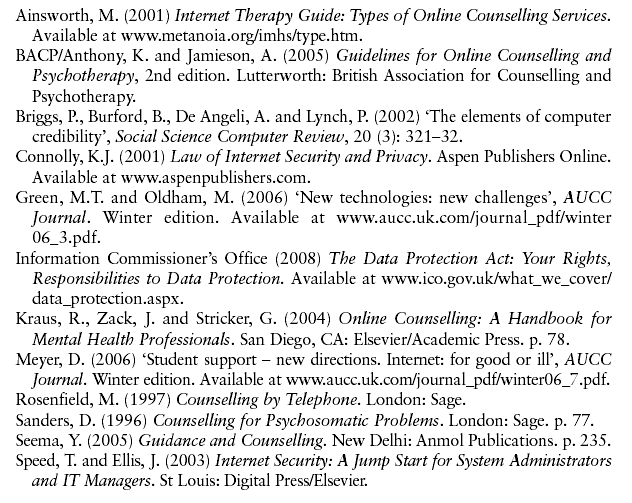 Ainsworth, M. (2001) Internet Therapy Guide: Types of Online Counselling Services.
Available at www.metanoia.org/imhs/type.htm.
BACP/Anthony, K. and Jamieson, A. (2005) Guidelines for Online Counselling and
Psychotherapy, 2nd edition. Lutterworth: British Association for Counselling and
Psychotherapy.
Briggs, P., Burford, B., De Angeli, A. and Lynch, P. (2002) ‘The elements of computer
credibility’, Social Science Computer Review, 20 (3): 321–32.
Connolly, K.J. (2001) Law of Internet Security and Privacy. Aspen Publishers Online.
Available at www.aspenpublishers.com.
Green, M.T. and Oldham, M. (2006) ‘New technologies: new challenges’, AUCC
Journal. Winter edition. Available at www.aucc.uk.com/journal_pdf/winter
06_3.pdf.
Information Commissioner’s Office (2008) The Data Protection Act: Your Rights,
Responsibilities to Data Protection. Available at www.ico.gov.uk/what_we_cover/
data_protection.aspx.
Kraus, R., Zack, J. and Stricker, G. (2004) Online Counselling: A Handbook for
Mental Health Professionals. San Diego, CA: Elsevier/Academic Press. p. 78.
Meyer, D. (2006) ‘Student support – new directions. Internet: for good or ill’, AUCC
Journal. Winter edition. Available at www.aucc.uk.com/journal_pdf/winter06_7.pdf.
Rosenfield, M. (1997) Counselling by Telephone. London: Sage.
Sanders, D. (1996) Counselling for Psychosomatic Problems. London: Sage. p. 77.
Seema, Y. (2005) Guidance and Counselling. New Delhi: Anmol Publications. p. 235.
Speed, T. and Ellis, J. (2003) Internet Security: A Jump Start for System Administrators
and IT Managers. St Louis: Digital Press/Elsevier.